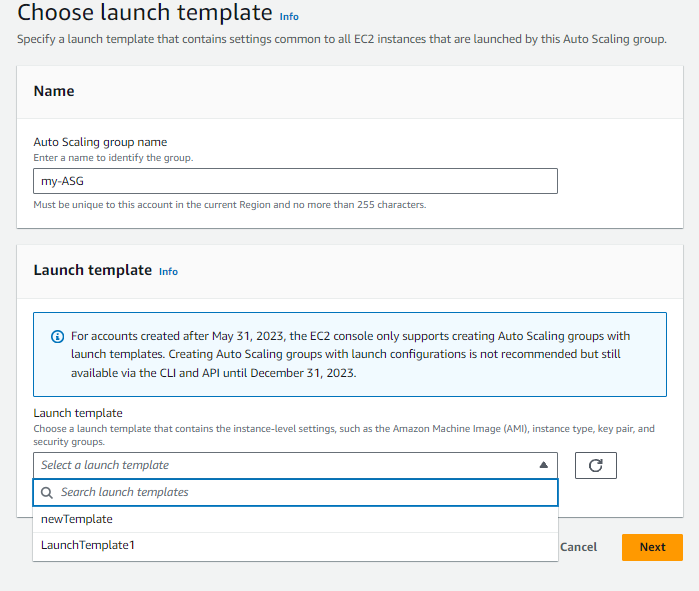 Choose launch template Info
Specify a launch template that contains settings common to all EC2 instances that are launched by this Auto Scaling group.
Name
Auto Scaling group name
Enter a name to identify the group.
my-ASG
Must be unique to this account in the current Region and no more than 255 characters.
Launch template Info
For accounts created after May 31, 2023, the EC2 console only supports creating Auto Scaling groups with
launch templates. Creating Auto Scaling groups with launch configurations is not recommended but still
available via the CLI and API until December 31, 2023.
Launch template
Choose a launch template that contains the instance-level settings, such as the Amazon Machine Image (AMI), instance type, key pair, and
security groups.
Select a launch template
Search launch templates
newTemplate
LaunchTemplate1
Cancel Next